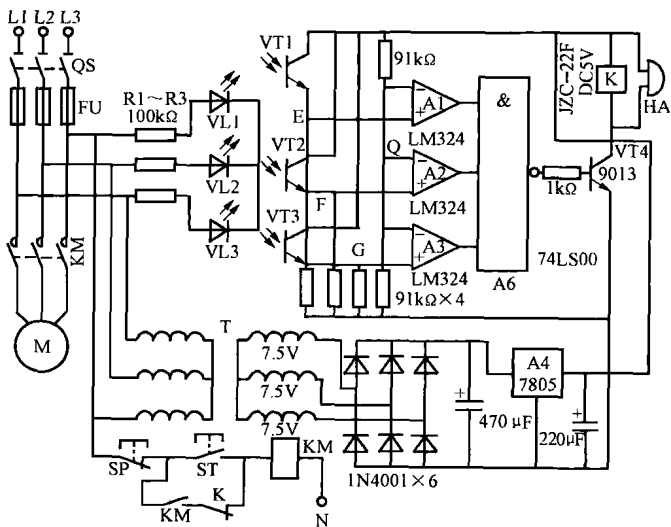 L1 L2 L3
QS
FU
R1～R3
100kΩ
VL1
VL2
VL3
VT1
VT2
VT3
E
F
G
Q
91kΩ
A1
LM324
A2
LM324
A3
LM324
91kΩ×4
&
A6
74LS00
1kΩ
JZC-22F
DC5V
K
HA
VT4
9013
KM
M
T
7.5V
7.5V
7.5V
A4
7805
470μF
220μF
1N4001×6
SP
ST
KM
KM
K
N